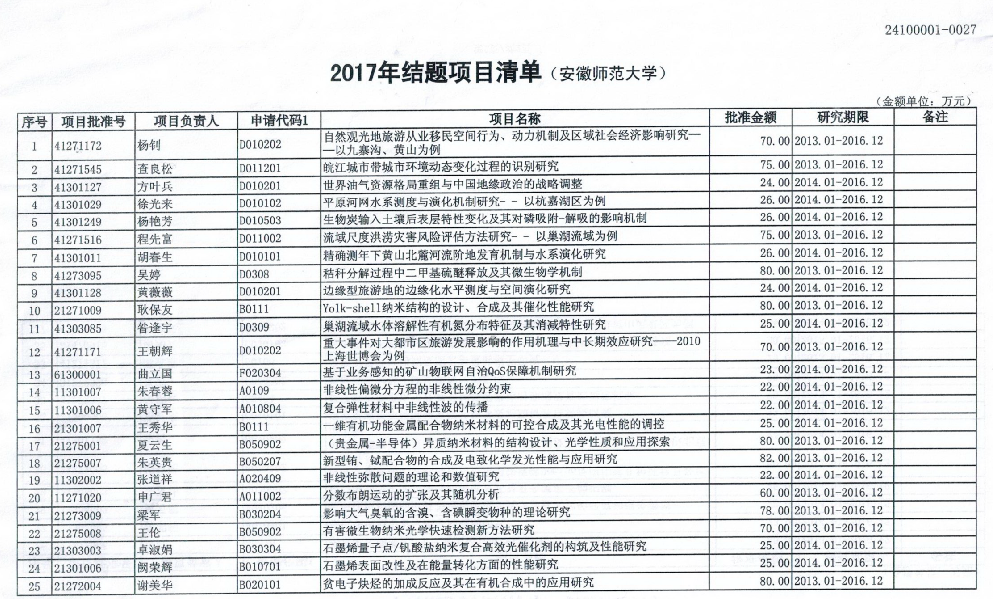 24100001-0027
2017年结题项目清单（安徽师范大学）
（金额单位：万元）
序号 项目批准号 项目负责人 申请代码1 项目名称 批准金额 研究期限 备注
1 41271172 杨钊 D010202 自然观光地旅游从业移民空间行为、动力机制及区域社会经济影响研究—
—以九寨沟、黄山为例 70.00 2013.01-2016.12
2 41271545 查良松 D011201 皖江城市带城市环境动态变化过程的识别研究 75.00 2013.01-2016.12
3 41301127 方叶兵 D010201 世界油气资源格局重组与中国地缘政治的战略调整 24.00 2014.01-2016.12
4 41301029 徐光来 D010102 平原河网水系测度与演化机制研究--以杭嘉湖区为例 26.00 2014.01-2016.12
5 41301249 杨艳芳 D010503 生物炭输入土壤后表层特性变化及其对磷吸附-解吸的影响机制 26.00 2014.01-2016.12
6 41271516 程先富 D011002 流域尺度洪涝灾害风险评估方法研究--以巢湖流域为例 75.00 2013.01-2016.12
7 41301011 胡春生 D010101 精确测年下黄山北麓河流阶地发育机制与水系演化研究 26.00 2014.01-2016.12
8 41273095 吴婷 D0308 秸秆分解过程中二甲基硫醚释放及其微生物学机制 80.00 2013.01-2016.12
9 41301128 黄薇薇 D010201 边缘型旅游地的边缘化水平测度与空间演化研究 24.00 2014.01-2016.12
10 21271009 耿保友 B0111 Yolk-shell纳米结构的设计、合成及其催化性能研究 80.00 2013.01-2016.12
11 41303085 昝逢宇 D0309 巢湖流域水体溶解性有机氮分布特征及其消减特性研究 25.00 2014.01-2016.12
12 41271171 王朝辉 D010202 重大事件对大都市区旅游发展影响的作用机理与中长期效应研究——2010
上海世博会为例 70.00 2013.01-2016.12
13 61300001 曲立国 F020304 基于业务感知的矿山物联网自治QoS保障机制研究 23.00 2014.01-2016.12
14 11301007 朱春蓉 A0109 非线性偏微分方程的非线性微分约束 22.00 2014.01-2016.12
15 11301006 黄守军 A010804 复合弹性材料中非线性波的传播 22.00 2014.01-2016.12
16 21301007 王秀华 B0111 一维有机功能金属配合物纳米材料的可控合成及其光电性能的调控 25.00 2014.01-2016.12
17 21275001 夏云生 B050902 （贵金属-半导体）异质纳米材料的结构设计、光学性质和应用探索 80.00 2013.01-2016.12
18 21275007 朱英贵 B050207 新型铕、铽配合物的合成及电致化学发光性能与应用研究 82.00 2013.01-2016.12
19 11302002 张道祥 A020409 非线性弥散问题的理论和数值研究 22.00 2014.01-2016.12
20 11271020 申广君 A011002 分数布朗运动的扩张及其随机分析 60.00 2013.01-2016.12
21 21273009 梁军 B030204 影响大气臭氧的含溴、含碘瞬变物种的理论研究 78.00 2013.01-2016.12
22 21275008 王伦 B050902 有害微生物纳米光学快速检测新方法研究 70.00 2013.01-2016.12
23 21303003 卓淑娟 B030304 石墨烯量子点/钒酸盐纳米复合高效光催化剂的构筑及性能研究 25.00 2014.01-2016.12
24 21301006 阙荣辉 B010701 石墨烯表面改性及在能量转化方面的性能研究 25.00 2014.01-2016.12
25 21272004 谢美华 B020101 贫电子炔烃的加成反应及其在有机合成中的应用研究 80.00 2013.01-2016.12